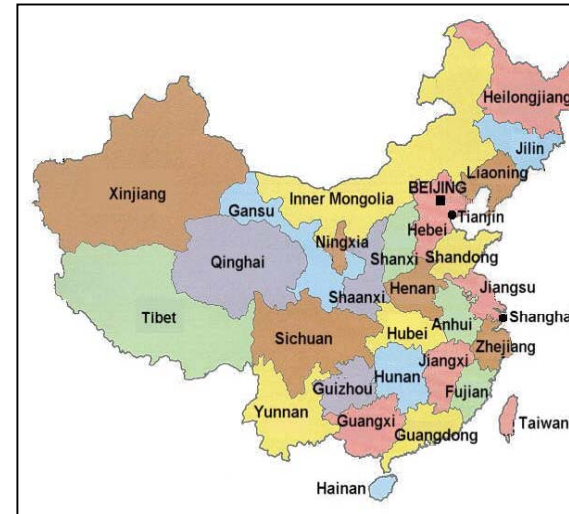 Heilongjiang
Jilin
Liaoning
Xinjiang
BEIJING
Inner Mongolia
Gansu
Tianjin
Hebei
Ningxia
Shandong
Shanxi
Qinghai
Henan
Jiangsu
Shaanxi
Tibet
Shangha
Anhui
Hubei
Sichuan
Zhejiang
Jiangxi
Hunan
Guizhou
Fujian
Yunnan
Guangxi
Taiwan
Guangdong
Hainan